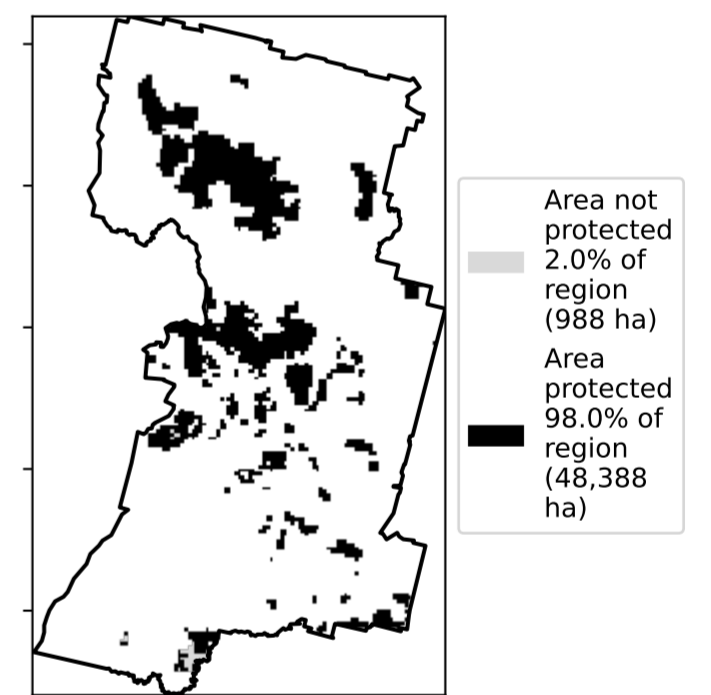 Area not
protected
2.0% of
region
(988 ha)
Area
protected
98.0% of
region
(48,388
ha)